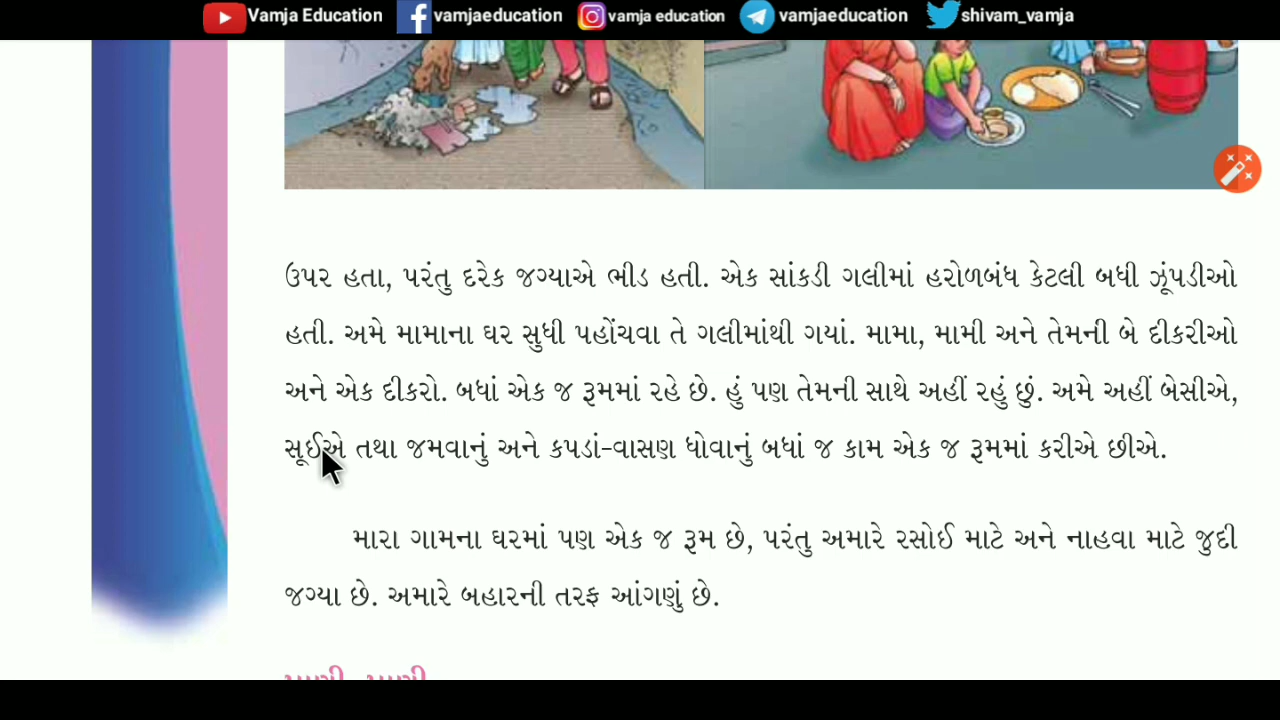 Vamja Education vamjaeducation vamja education vamjaeducation shivam_vamja
ઉપર હતા, પરંતુ દરેક જગ્યાએ ભીડ હતી. એક સાંકડી ગલીમાં હરોળબંધ કેટલી બધી ઝૂંપડીઓ
હતી. અમે મામાના ઘર સુધી પહોંચવા તે ગલીમાંથી ગયાં. મામા, મામી અને તેમની બે દીકરીઓ
અને એક દીકરો. બધાં એક જ રૂમમાં રહે છે. હું પણ તેમની સાથે અહીં રહું છું. અમે અહીં બેસીએ,
સૂઈએ તથા જમવાનું અને કપડાં-વાસણ ધોવાનું બધાં જ કામ એક જ રૂમમાં કરીએ છીએ.
મારા ગામના ઘરમાં પણ એક જ રૂમ છે, પરંતુ અમારે રસોઈ માટે અને નાહવા માટે જુદી
જગ્યા છે. અમારે બહારની તરફ આંગણું છે.